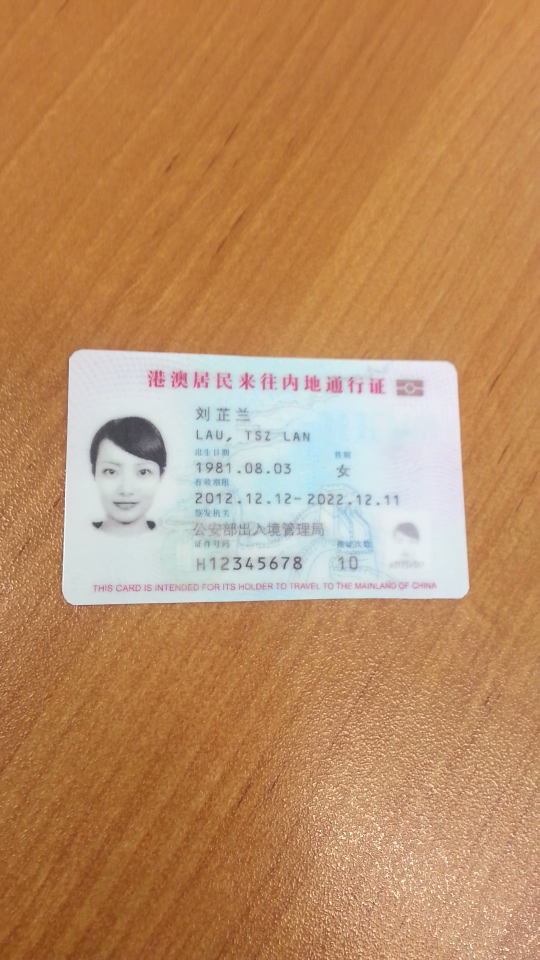 港澳居民来往内地通行证
刘芷兰
LAU, TSZ LAN
出生日期 性别
1981.08.03 女
有效期限
2012.12.12-2022.12.11
签发机关
公安部出入境管理局
证件号码 换证次数
H12345678 10
THIS CARD IS INTENDED FOR ITS HOLDER TO TRAVEL TO THE MAINLAND OF CHINA